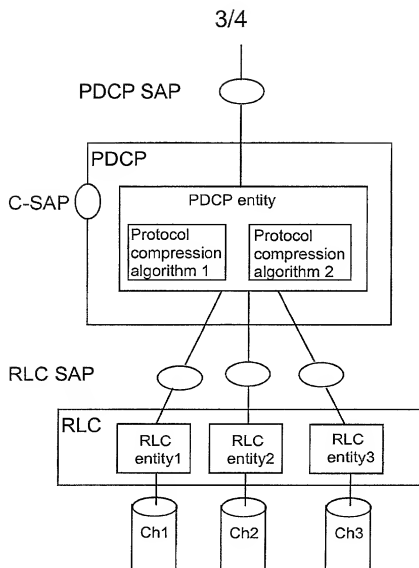 3/4
PDCP SAP
PDCP
C-SAP
PDCP entity
Protocol
compression
algorithm 1
Protocol
compression
algorithm 2
RLC SAP
RLC
RLC
entity1
RLC
entity2
RLC
entity3
Ch1
Ch2
Ch3